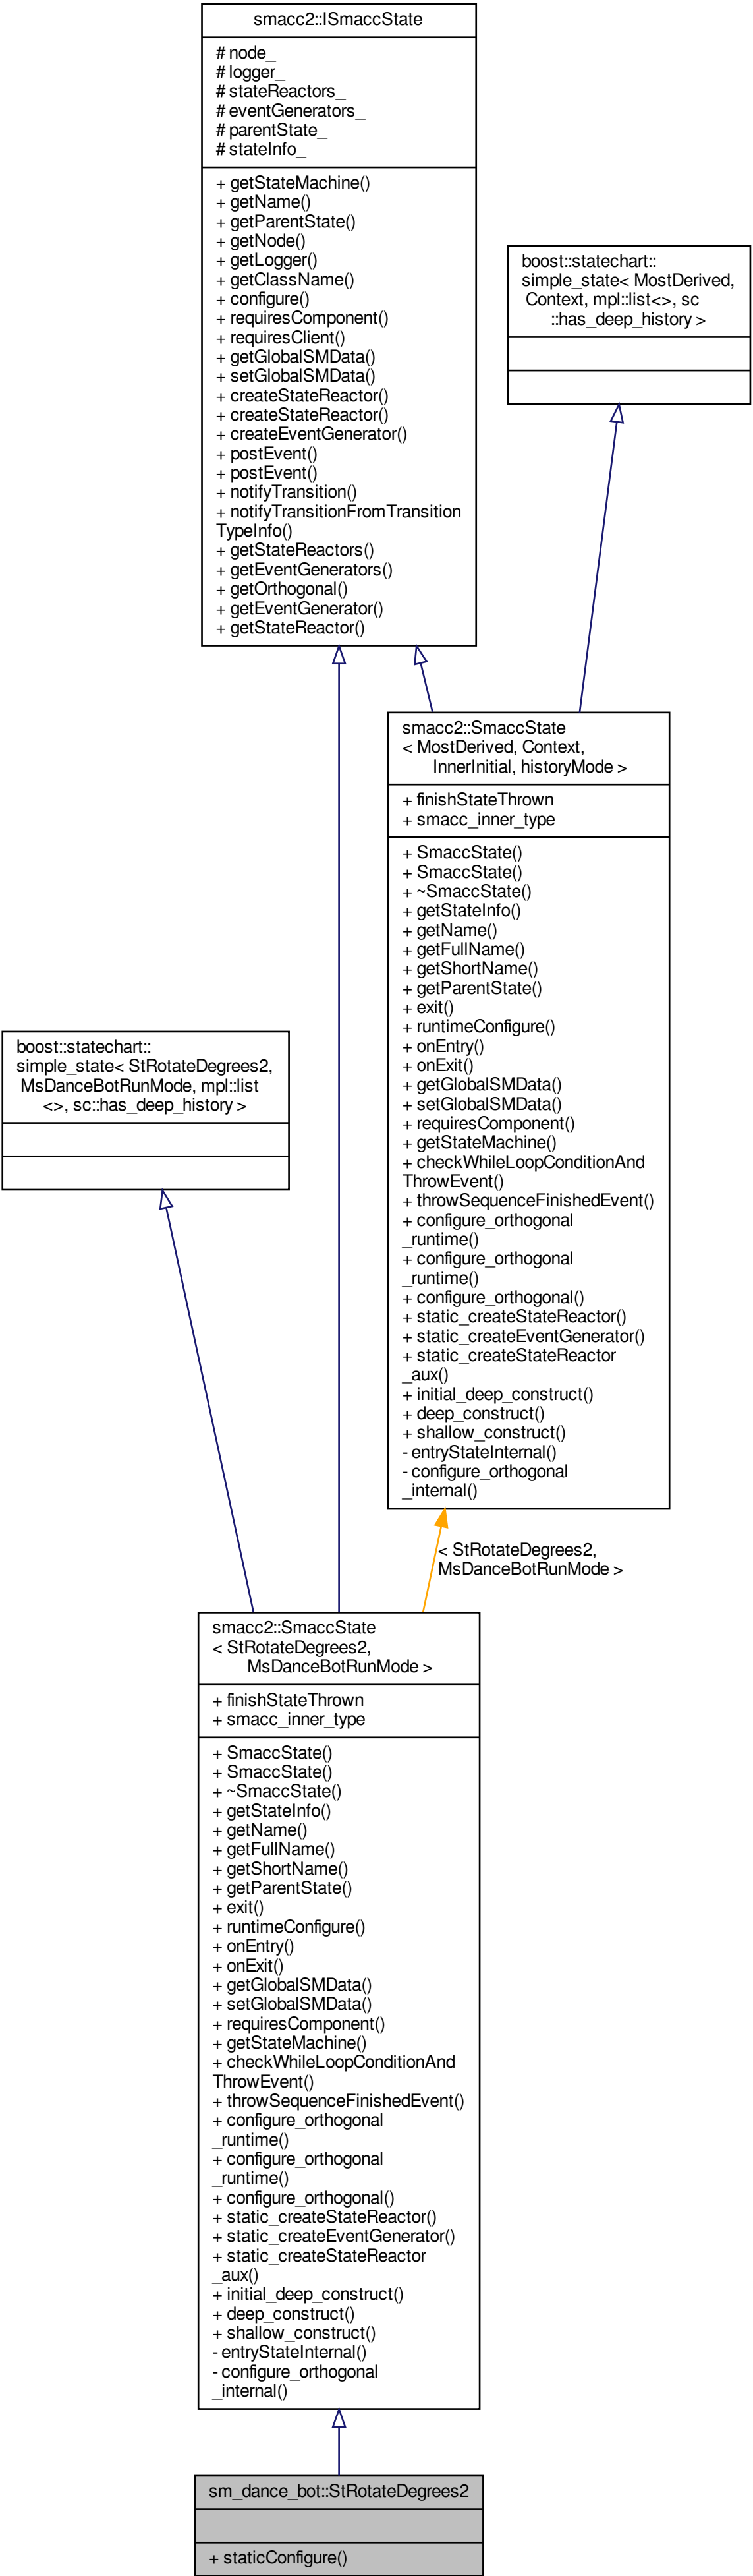 smacc2::ISmaccState
# node_
# logger_
# stateReactors_
# eventGenerators_
# parentState_
# stateInfo_
+ getStateMachine()
+ getName()
+ getParentState()
+ getNode()
+ getLogger()
+ getClassName()
+ configure()
+ requiresComponent()
+ requiresClient()
+ getGlobalSMData()
+ setGlobalSMData()
+ createStateReactor()
+ createStateReactor()
+ createEventGenerator()
+ postEvent()
+ postEvent()
+ notifyTransition()
+ notifyTransitionFromTransition
TypeInfo()
+ getStateReactors()
+ getEventGenerators()
+ getOrthogonal()
+ getEventGenerator()
+ getStateReactor()
boost::statechart::
simple_state< MostDerived,
Context, mpl::list<>, sc
::has_deep_history >
smacc2::SmaccState
< MostDerived, Context,
InnerInitial, historyMode >
+ finishStateThrown
+ smacc_inner_type
+ SmaccState()
+ SmaccState()
+ ~SmaccState()
+ getStateInfo()
+ getName()
+ getFullName()
+ getShortName()
+ getParentState()
+ exit()
+ runtimeConfigure()
+ onEntry()
+ onExit()
+ getGlobalSMData()
+ setGlobalSMData()
+ requiresComponent()
+ getStateMachine()
+ checkWhileLoopConditionAnd
ThrowEvent()
+ throwSequenceFinishedEvent()
+ configure_orthogonal
_runtime()
+ configure_orthogonal
_runtime()
+ configure_orthogonal()
+ static_createStateReactor()
+ static_createEventGenerator()
+ static_createStateReactor
_aux()
+ initial_deep_construct()
+ deep_construct()
+ shallow_construct()
- entryStateInternal()
- configure_orthogonal
_internal()
boost::statechart::
simple_state< StRotateDegrees2,
MsDanceBotRunMode, mpl::list
<>, sc::has_deep_history >
< StRotateDegrees2,
MsDanceBotRunMode >
smacc2::SmaccState
< StRotateDegrees2,
MsDanceBotRunMode >
+ finishStateThrown
+ smacc_inner_type
+ SmaccState()
+ SmaccState()
+ ~SmaccState()
+ getStateInfo()
+ getName()
+ getFullName()
+ getShortName()
+ getParentState()
+ exit()
+ runtimeConfigure()
+ onEntry()
+ onExit()
+ getGlobalSMData()
+ setGlobalSMData()
+ requiresComponent()
+ getStateMachine()
+ checkWhileLoopConditionAnd
ThrowEvent()
+ throwSequenceFinishedEvent()
+ configure_orthogonal
_runtime()
+ configure_orthogonal
_runtime()
+ configure_orthogonal()
+ static_createStateReactor()
+ static_createEventGenerator()
+ static_createStateReactor
_aux()
+ initial_deep_construct()
+ deep_construct()
+ shallow_construct()
- entryStateInternal()
- configure_orthogonal
_internal()
sm_dance_bot::StRotateDegrees2
+ staticConfigure()